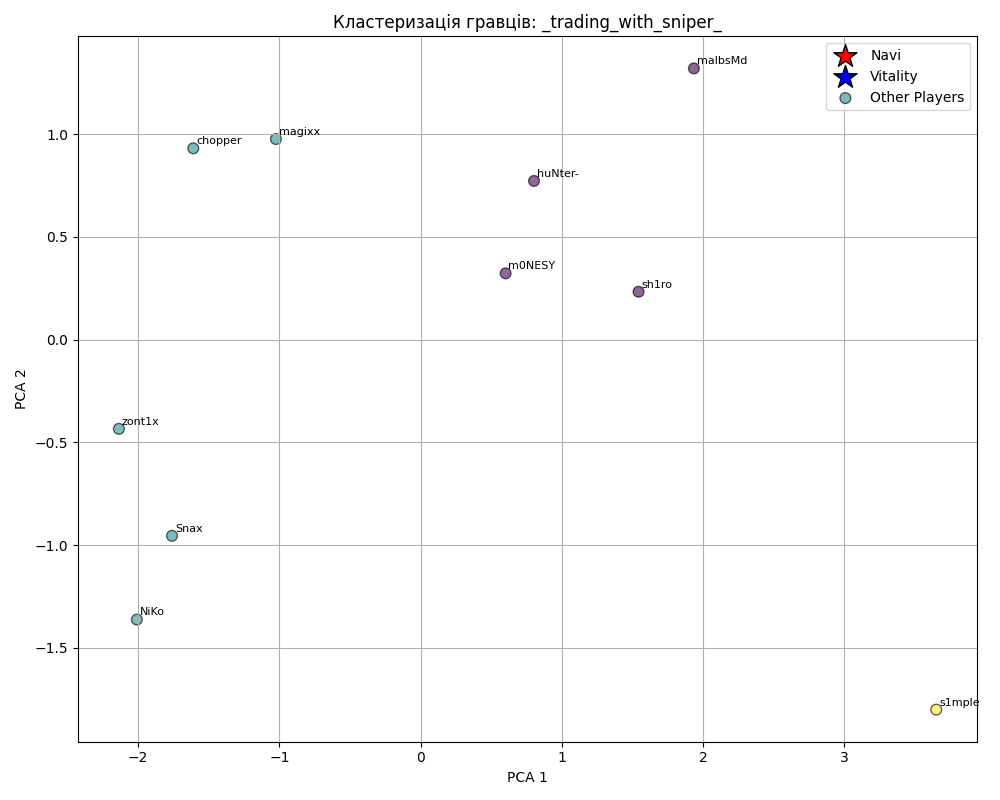 Кластеризація гравців: _trading_with_sniper_
Navi
Vitality
Other Players
malbsMd
magixx
chopper
huNter-
m0NESY
sh1ro
zont1x
Snax
NiKo
s1mple
1.0
0.5
0.0
−0.5
−1.0
−1.5
PCA 2
−2
−1
0
1
2
3
PCA 1